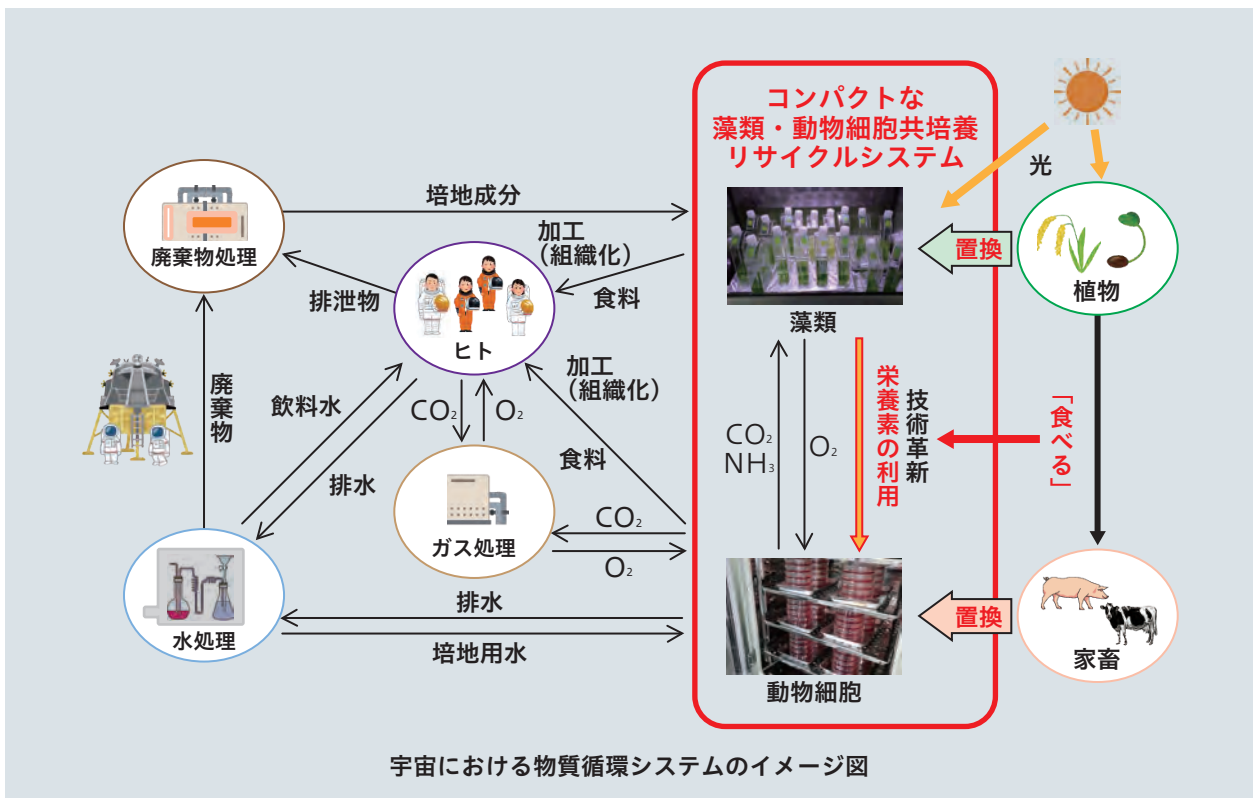 コンパクトな
藻類・動物細胞共培養
リサイクルシステム
光
培地成分
廃棄物処理
加工
（組織化）
食料
置換
植物
排泄物
ヒト
藻類
廃棄物
飲料水
排水
CO₂
O₂
加工
（組織化）
食料
CO₂
NH₃
O₂
栄養素の利用
技術革新
「食べる」
ガス処理
CO₂
O₂
水処理
排水
培地用水
置換
動物細胞
家畜
宇宙における物質循環システムのイメージ図